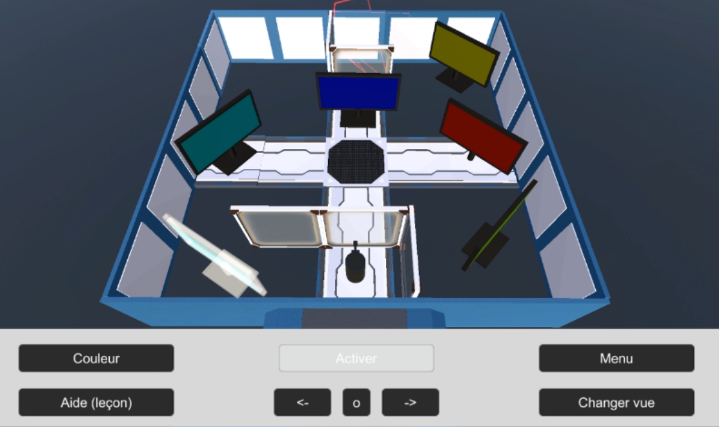 Couleur
Activer
Menu
Aide (leçon)
<-
o
->
Changer vue